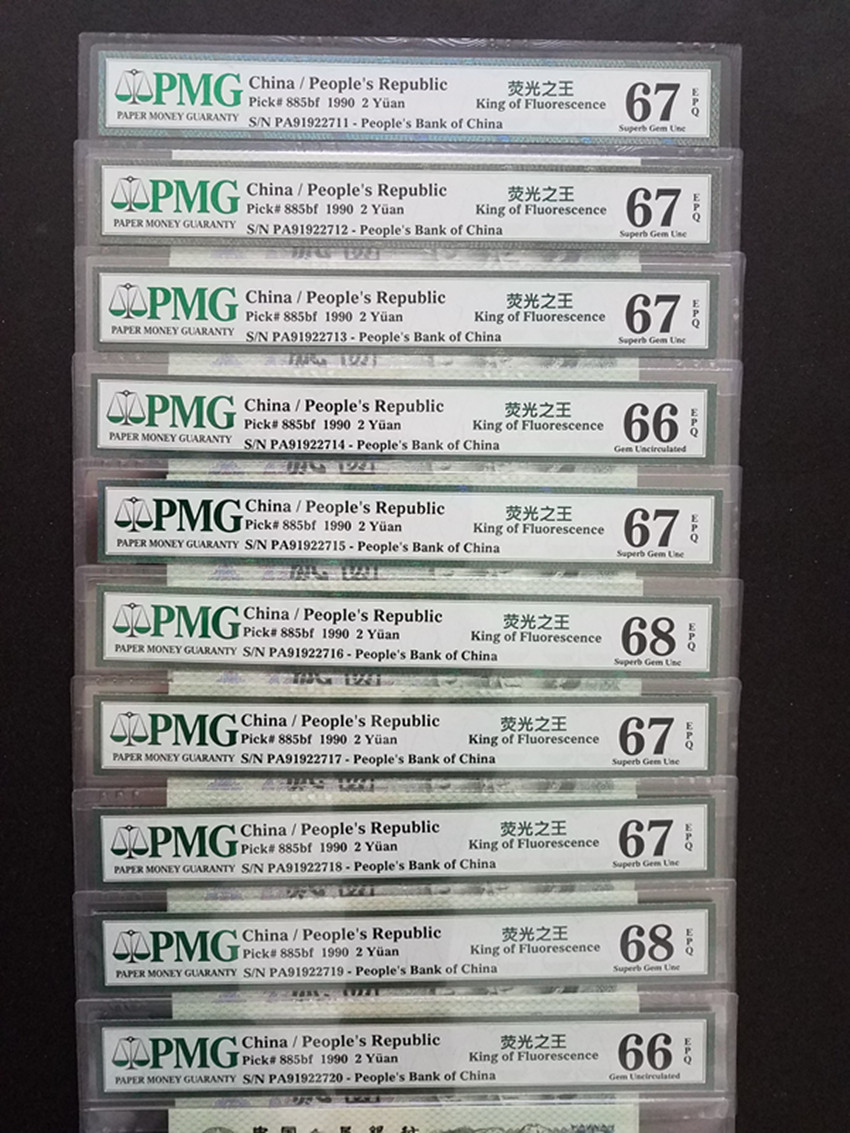 PMG
PAPER MONEY GUARANTY
China / People's Republic
Pick# 885bf 1990 2 Yüan
S/N PA91922711 - People's Bank of China
荧光之王
King of Fluorescence
67
EPQ
Superb Gem Unc
PMG
PAPER MONEY GUARANTY
China / People's Republic
Pick# 885bf 1990 2 Yüan
S/N PA91922712 - People's Bank of China
荧光之王
King of Fluorescence
67
EPQ
Superb Gem Unc
PMG
PAPER MONEY GUARANTY
China / People's Republic
Pick# 885bf 1990 2 Yüan
S/N PA91922713 - People's Bank of China
荧光之王
King of Fluorescence
67
EPQ
Superb Gem Unc
PMG
PAPER MONEY GUARANTY
China / People's Republic
Pick# 885bf 1990 2 Yüan
S/N PA91922714 - People's Bank of China
荧光之王
King of Fluorescence
66
EPQ
Gem Uncirculated
PMG
PAPER MONEY GUARANTY
China / People's Republic
Pick# 885bf 1990 2 Yüan
S/N PA91922715 - People's Bank of China
荧光之王
King of Fluorescence
67
EPQ
Superb Gem Unc
PMG
PAPER MONEY GUARANTY
China / People's Republic
Pick# 885bf 1990 2 Yüan
S/N PA91922716 - People's Bank of China
荧光之王
King of Fluorescence
68
EPQ
Superb Gem Unc
PMG
PAPER MONEY GUARANTY
China / People's Republic
Pick# 885bf 1990 2 Yüan
S/N PA91922717 - People's Bank of China
荧光之王
King of Fluorescence
67
EPQ
Superb Gem Unc
PMG
PAPER MONEY GUARANTY
China / People's Republic
Pick# 885bf 1990 2 Yüan
S/N PA91922718 - People's Bank of China
荧光之王
King of Fluorescence
67
EPQ
Superb Gem Unc
PMG
PAPER MONEY GUARANTY
China / People's Republic
Pick# 885bf 1990 2 Yüan
S/N PA91922719 - People's Bank of China
荧光之王
King of Fluorescence
68
EPQ
Superb Gem Unc
PMG
PAPER MONEY GUARANTY
China / People's Republic
Pick# 885bf 1990 2 Yüan
S/N PA91922720 - People's Bank of China
荧光之王
King of Fluorescence
66
EPQ
Gem Uncirculated